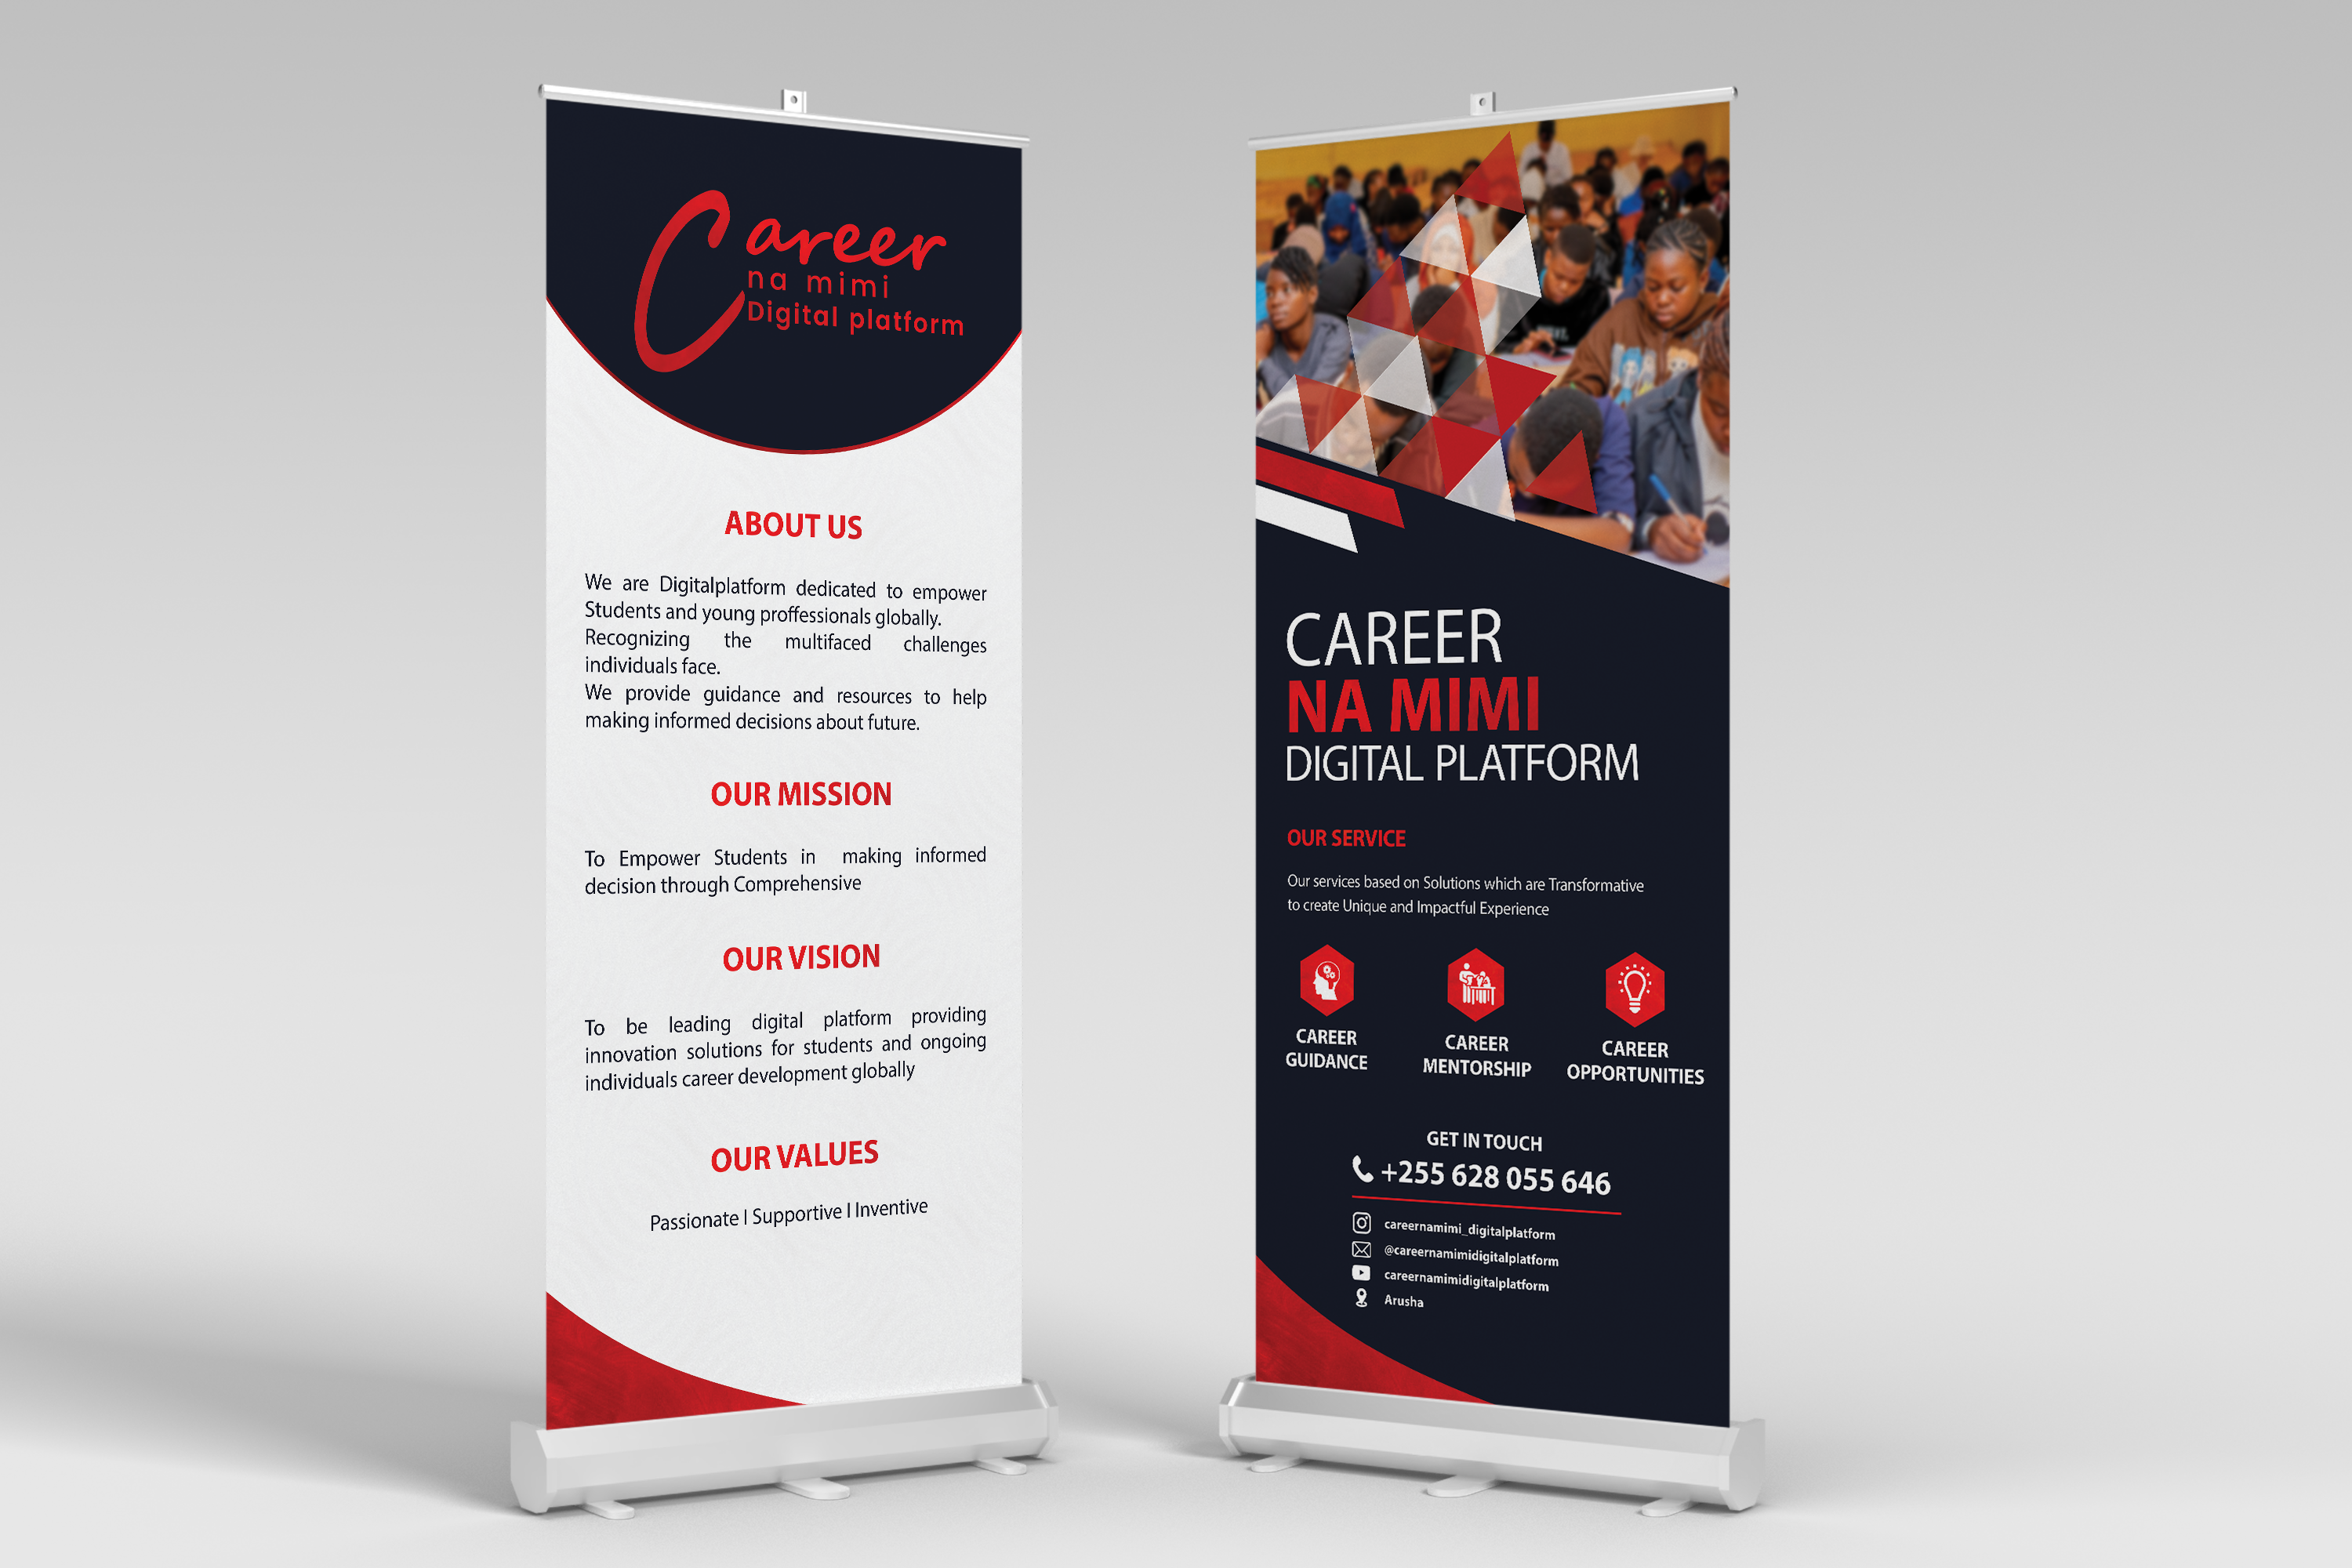 Career
na mimi
Digital platform
ABOUT US
We are Digitalplatform dedicated to empower
Students and young proffessionals globally.
Recognizing the multifaced challenges
individuals face.
We provide guidance and resources to help
making informed decisions about future.
OUR MISSION
To Empower Students in making informed
decision through Comprehensive
OUR VISION
To be leading digital platform providing
innovation solutions for students and ongoing
individuals career development globally
OUR VALUES
Passionate l Supportive l Inventive
CAREER
NA MIMI
DIGITAL PLATFORM
OUR SERVICE
Our services based on Solutions which are Transformative
to create Unique and Impactful Experience
CAREER
GUIDANCE
CAREER
MENTORSHIP
CAREER
OPPORTUNITIES
GET IN TOUCH
+255 628 055 646
careernamimi_digitalplatform
@careernamimidigitalplatform
careernamimidigitalplatform
Arusha